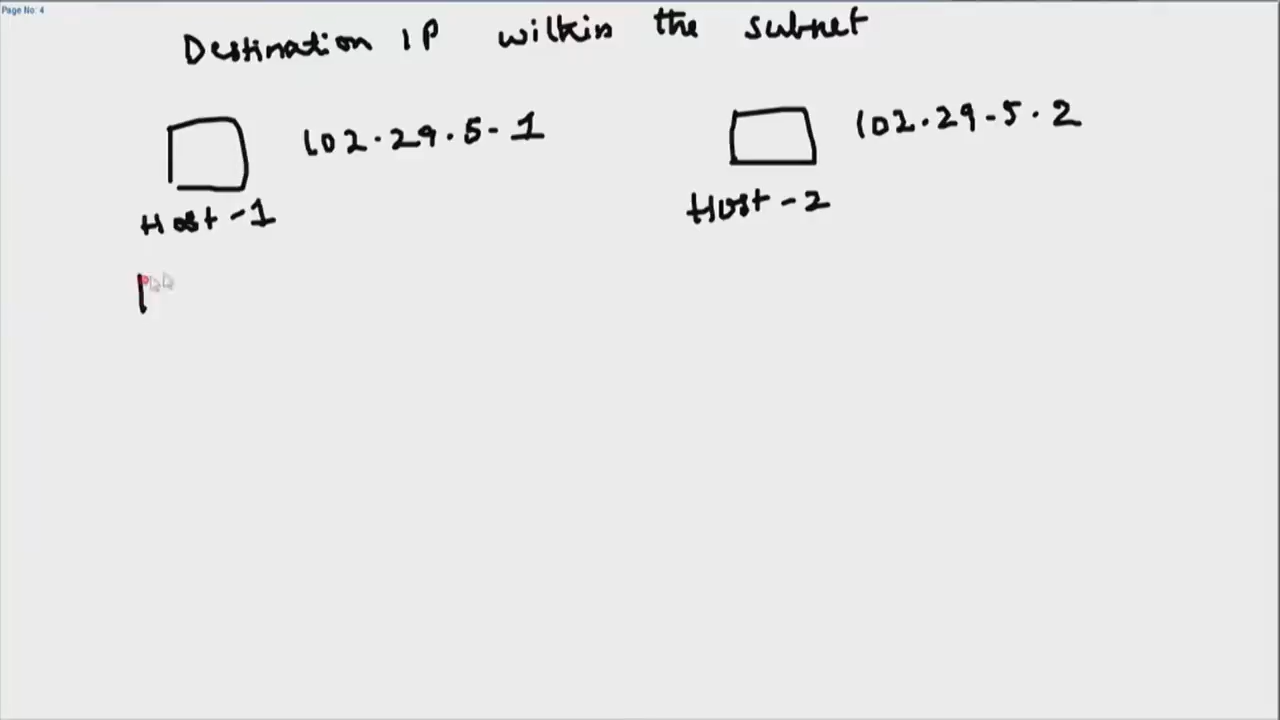 Page No: 4
Destination IP within the subnet
102.29.5-1
102.29-5.2
Host-1
Host-2